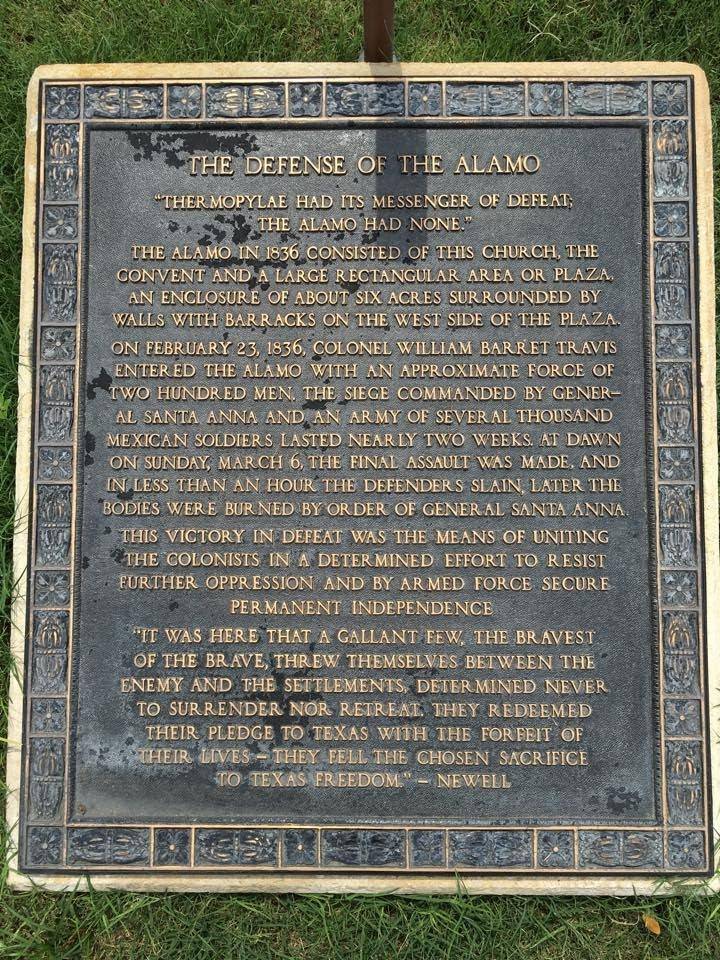 THE DEFENSE OF THE ALAMO
"THERMOPYLAE HAD ITS MESSENGER OF DEFEAT;
THE ALAMO HAD NONE."
THE ALAMO IN 1836 CONSISTED OF THIS CHURCH, THE
CONVENT AND A LARGE RECTANGULAR AREA OR PLAZA,
AN ENCLOSURE OF ABOUT SIX ACRES SURROUNDED BY
WALLS WITH BARRACKS ON THE WEST SIDE OF THE PLAZA.
ON FEBRUARY 23, 1836, COLONEL WILLIAM BARRET TRAVIS
ENTERED THE ALAMO WITH AN APPROXIMATE FORCE OF
TWO HUNDRED MEN, THE SIEGE COMMANDED BY GENER-
AL SANTA ANNA AND AN ARMY OF SEVERAL THOUSAND
MEXICAN SOLDIERS LASTED NEARLY TWO WEEKS. AT DAWN
ON SUNDAY, MARCH 6, THE FINAL ASSAULT WAS MADE, AND
IN LESS THAN AN HOUR THE DEFENDERS SLAIN, LATER THE
BODIES WERE BURNED BY ORDER OF GENERAL SANTA ANNA.
THIS VICTORY IN DEFEAT WAS THE MEANS OF UNITING
THE COLONISTS IN A DETERMINED EFFORT TO RESIST
FURTHER OPPRESSION AND BY ARMED FORCE SECURE
PERMANENT INDEPENDENCE
"IT WAS HERE THAT A GALLANT FEW, THE BRAVEST
OF THE BRAVE, THREW THEMSELVES BETWEEN THE
ENEMY AND THE SETTLEMENTS, DETERMINED NEVER
TO SURRENDER NOR RETREAT. THEY REDEEMED
THEIR PLEDGE TO TEXAS WITH THE FORFEIT OF
THEIR LIVES – THEY FELL THE CHOSEN SACRIFICE
TO TEXAS FREEDOM." – NEWELL